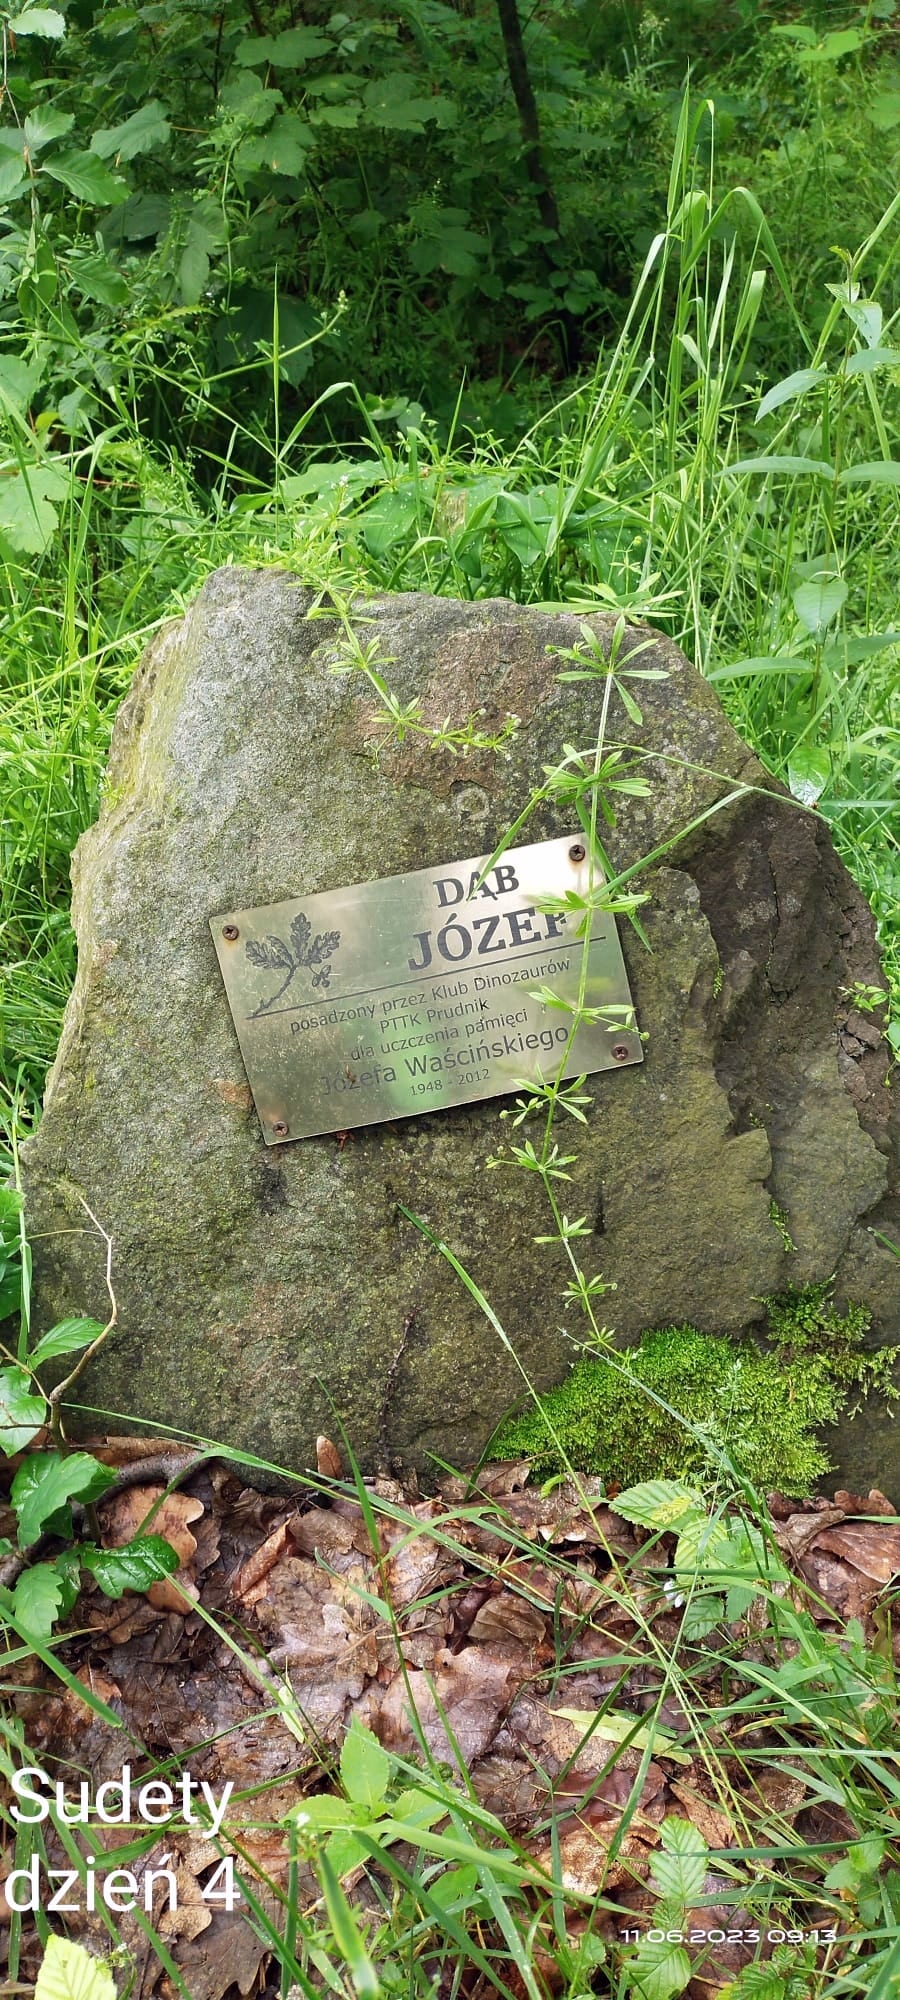 DĄB
JÓZEF
posadzony przez Klub Dinozaurów
PTTK Prudnik
dla uczczenia pamięci
Józefa Waścińskiego
1948 - 2012
Sudety
dzień 4
11.06.2023 09:13